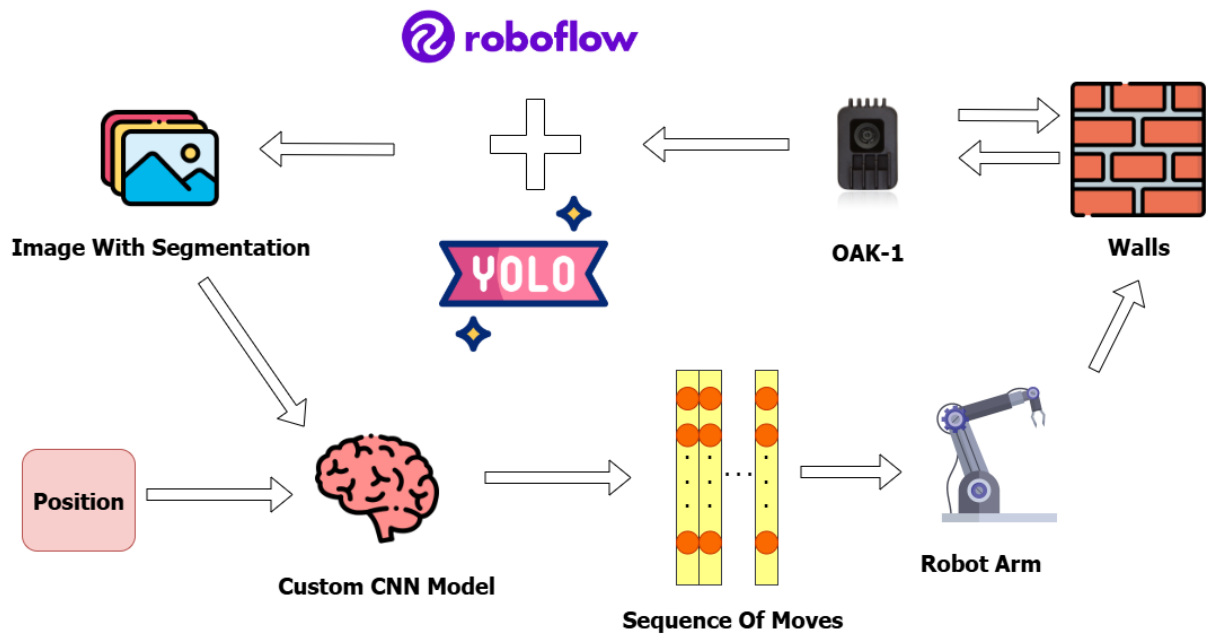 roboflow
Image With Segmentation
YOLO
OAK-1
Walls
Position
Custom CNN Model
Sequence Of Moves
Robot Arm